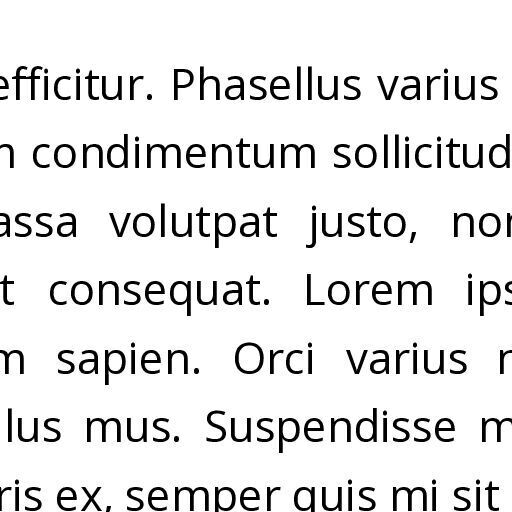 efficitur. Phasellus varius
n condimentum sollicitud
assa volutpat justo, non
t consequat. Lorem ips
m sapien. Orci varius n
lus mus. Suspendisse m
ris ex, semper quis mi sit